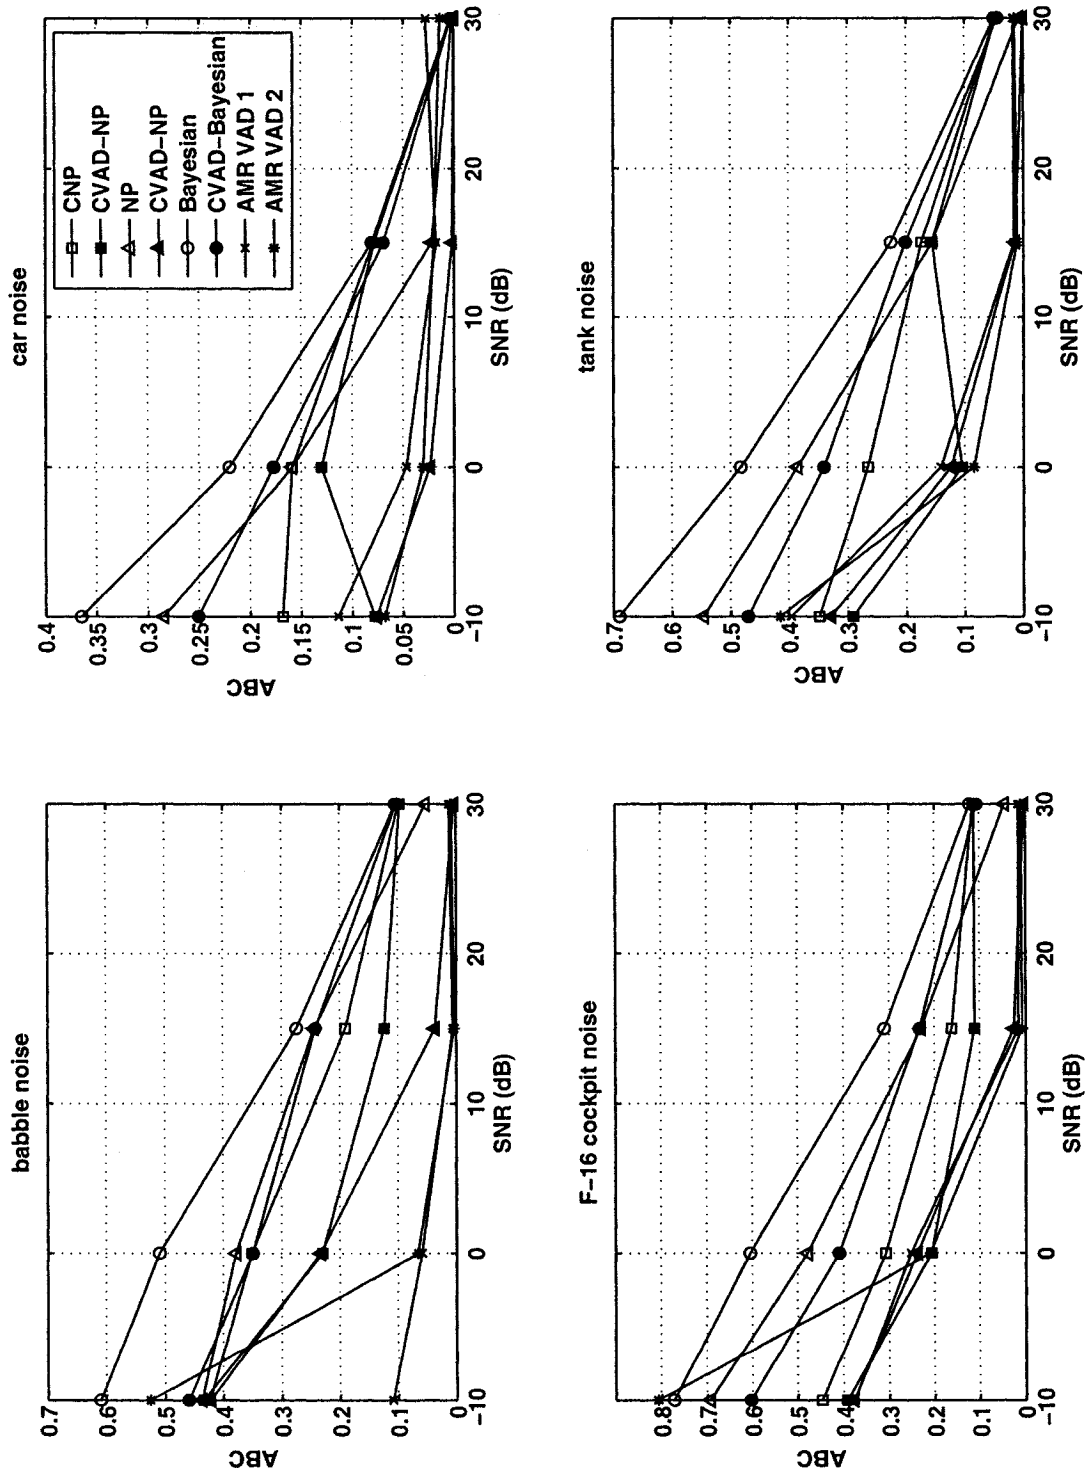 babble noise
0.7
0.6
0.5
0.4
0.3
0.2
0.1
0
ABC
-10
0
10
20
30
SNR (dB)
car noise
0.4
0.35
0.3
0.25
0.2
0.15
0.1
0.05
0
ABC
-10
0
10
20
30
SNR (dB)
CNP
CVAD-NP
NP
CVAD-NP
Bayesian
CVAD-Bayesian
AMR VAD 1
AMR VAD 2
F-16 cockpit noise
0.8
0.7
0.6
0.5
0.4
0.3
0.2
0.1
0
ABC
-10
0
10
20
30
SNR (dB)
tank noise
0.7
0.6
0.5
0.4
0.3
0.2
0.1
0
ABC
-10
0
10
20
30
SNR (dB)